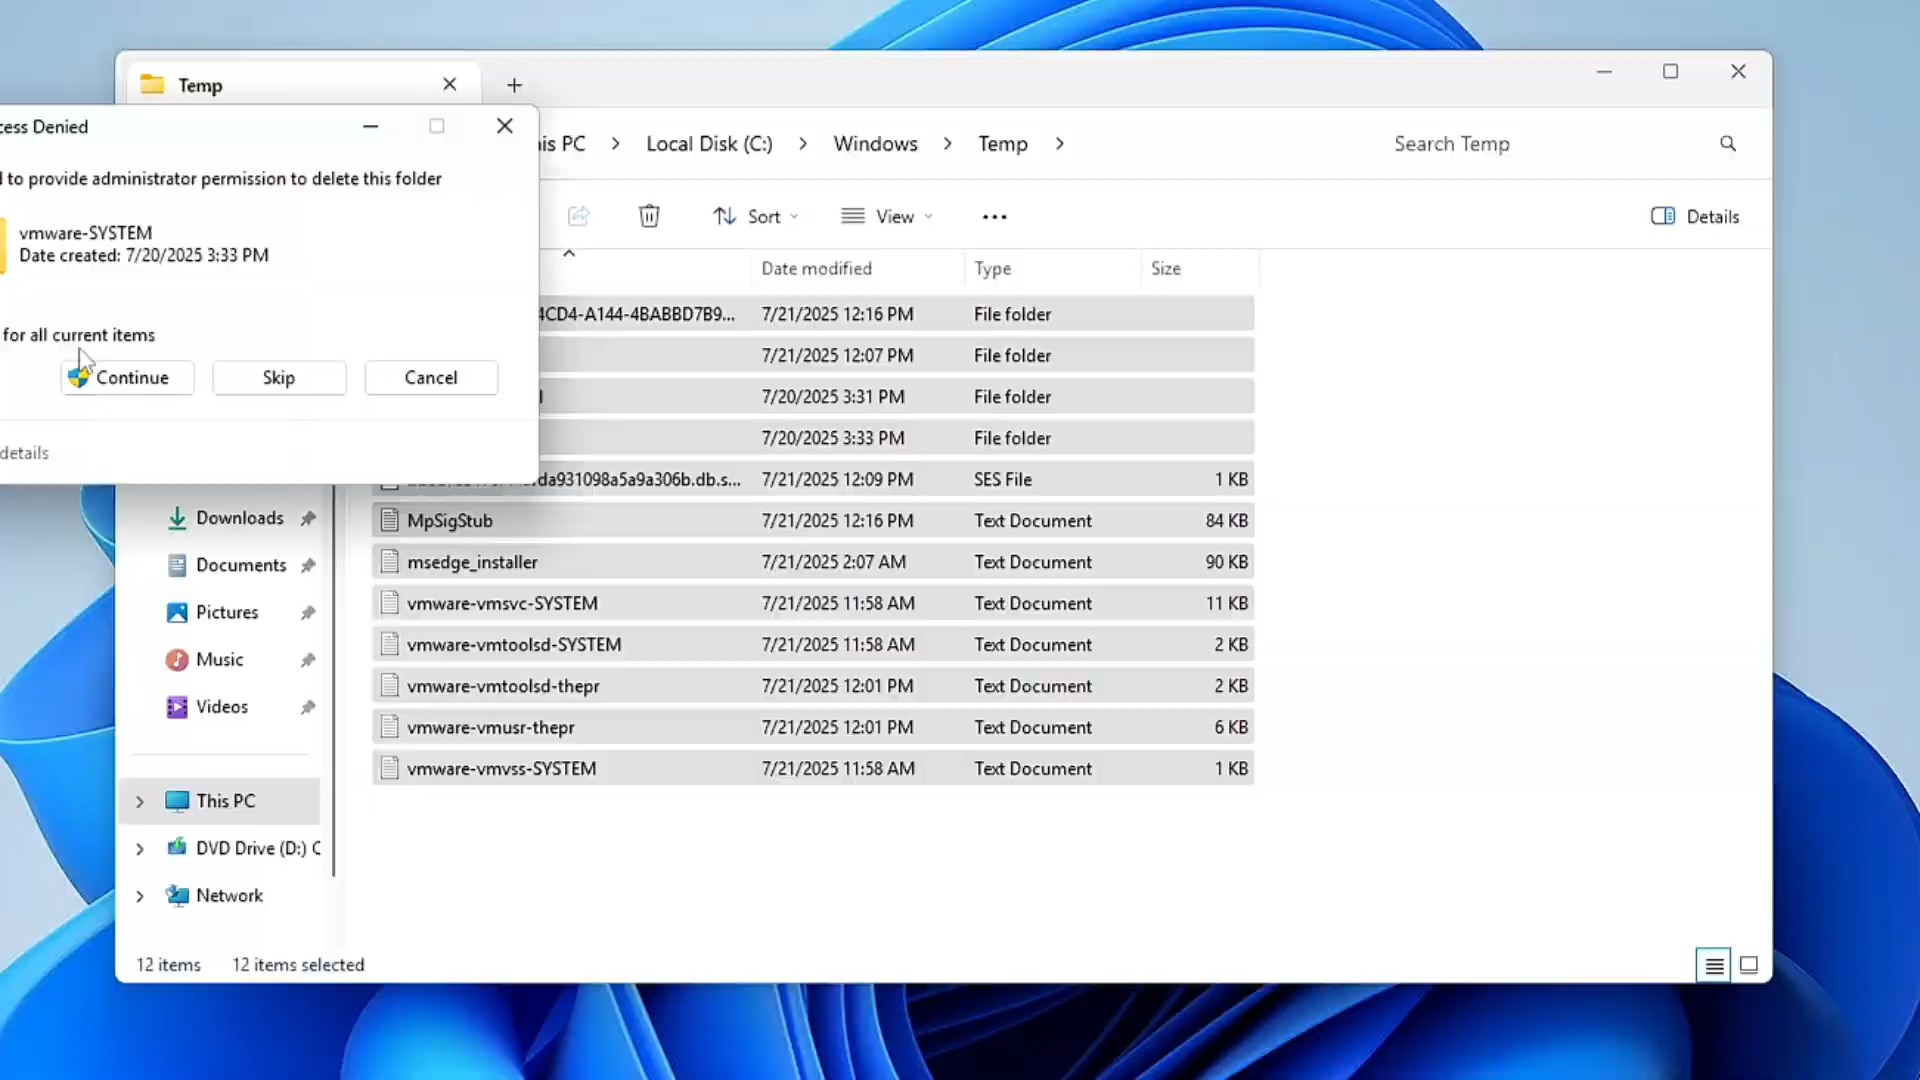 Temp
Access Denied
to provide administrator permission to delete this folder
vmware-SYSTEM
Date created: 7/20/2025 3:33 PM
for all current items
Continue
Skip
Cancel
details
This PC > Local Disk (C:) > Windows > Temp >
Search Temp
Sort
View
Details
Date modified
Type
Size
4CD4-A144-4BABBD7B9... 7/21/2025 12:16 PM File folder
7/21/2025 12:07 PM File folder
7/20/2025 3:31 PM File folder
7/20/2025 3:33 PM File folder
da931098a5a9a306b.db.s... 7/21/2025 12:09 PM SES File 1 KB
MpSigStub 7/21/2025 12:16 PM Text Document 84 KB
msedge_installer 7/21/2025 2:07 AM Text Document 90 KB
vmware-vmsvc-SYSTEM 7/21/2025 11:58 AM Text Document 11 KB
vmware-vmtoolsd-SYSTEM 7/21/2025 11:58 AM Text Document 2 KB
vmware-vmtoolsd-thepr 7/21/2025 12:01 PM Text Document 2 KB
vmware-vmusr-thepr 7/21/2025 12:01 PM Text Document 6 KB
vmware-vmvss-SYSTEM 7/21/2025 11:58 AM Text Document 1 KB
Downloads
Documents
Pictures
Music
Videos
This PC
DVD Drive (D:) C
Network
12 items 12 items selected